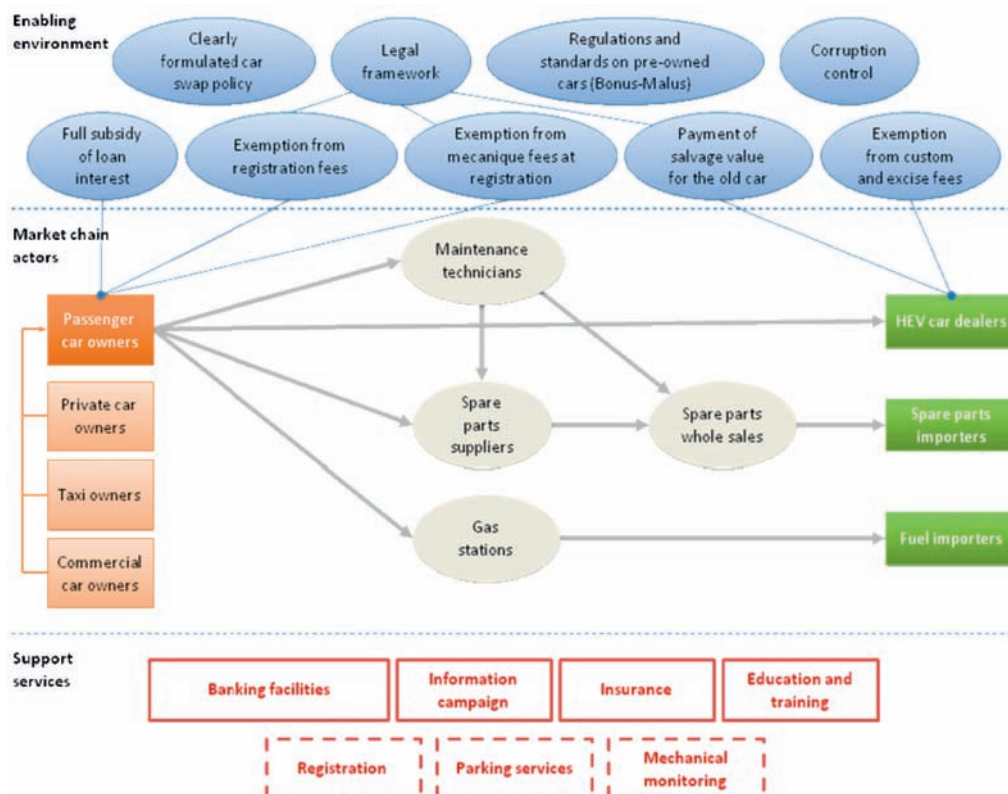 Enabling
environment
Clearly
formulated car
swap policy
Legal
framework
Regulations and
standards on pre-owned
cars (Bonus-Malus)
Corruption
control
Full subsidy
of loan
interest
Exemption from
registration fees
Exemption from
mecanique fees at
registration
Payment of
salvage value
for the old car
Exemption
from custom
and excise fees
Market chain
actors
Maintenance
technicians
Passenger
car owners
HEV car dealers
Private car
owners
Spare
parts
suppliers
Spare parts
whole sales
Spare parts
importers
Taxi owners
Gas
stations
Fuel importers
Commercial
car owners
Support
services
Banking facilities
Information
campaign
Insurance
Education and
training
Registration
Parking services
Mechanical
monitoring